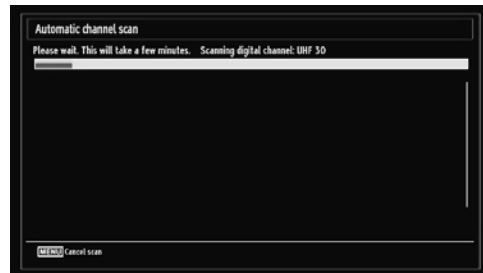 Automatic channel scan
Please wait. This will take a few minutes. Scanning digital channel: UHF 30
MENU Cancel scan